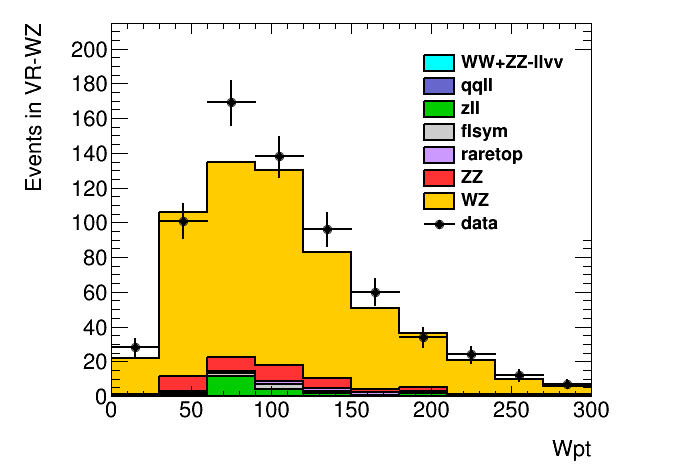 Events in VR-WZ
200
180
160
140
120
100
80
60
40
20
0
WW+ZZ-llvv
qqll
zll
flsym
raretop
ZZ
WZ
data
0 50 100 150 200 250 300
Wpt